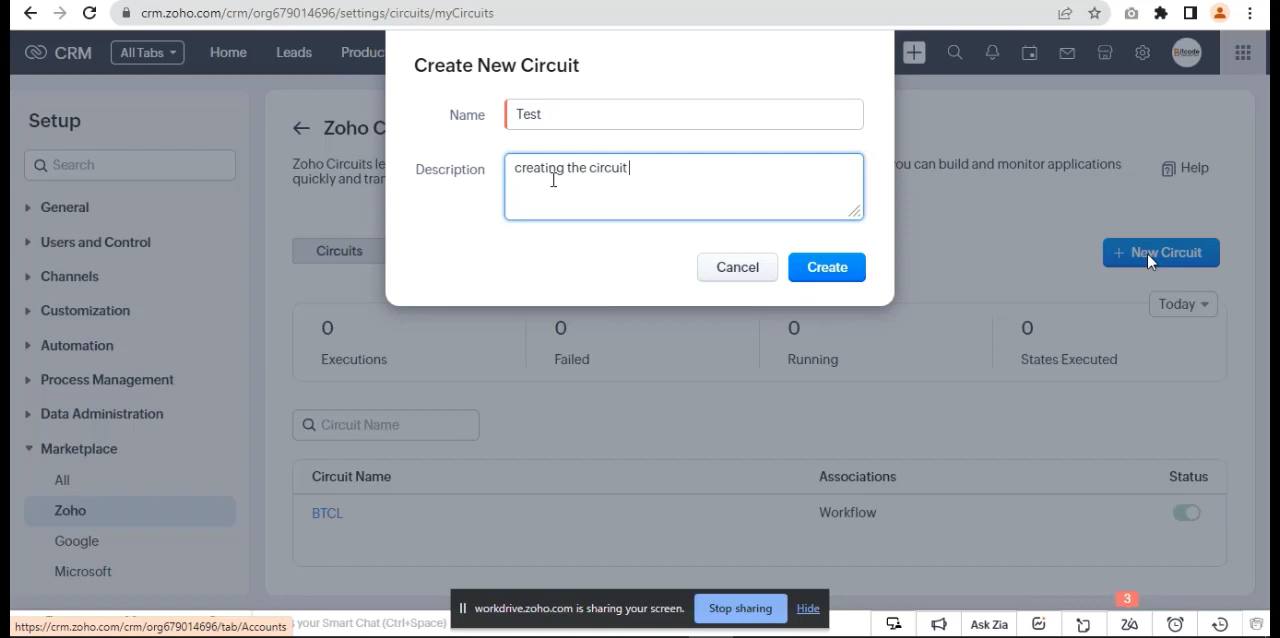 crm.zoho.com/crm/org679014696/settings/circuits/myCircuits
CRM
All Tabs
Home
Leads
Produc
Bitcode
Create New Circuit
Name
Test
Description
creating the circuit
Cancel
Create
Setup
Search
General
Users and Control
Channels
Customization
Automation
Process Management
Data Administration
Marketplace
All
Zoho
Google
Microsoft
Zoho C
Zoho Circuits le
ou can build and monitor applications
quickly and tran
Help
Circuits
+ New Circuit
Today
0
0
0
0
Executions
Failed
Running
States Executed
Circuit Name
Circuit Name
Associations
Status
BTCL
Workflow
workdrive.zoho.com is sharing your screen.
Stop sharing
Hide
3
https://crm.zoho.com/crm/org679014696/tab/Accounts
s your Smart Chat (Ctrl+Space)
Ask Zia